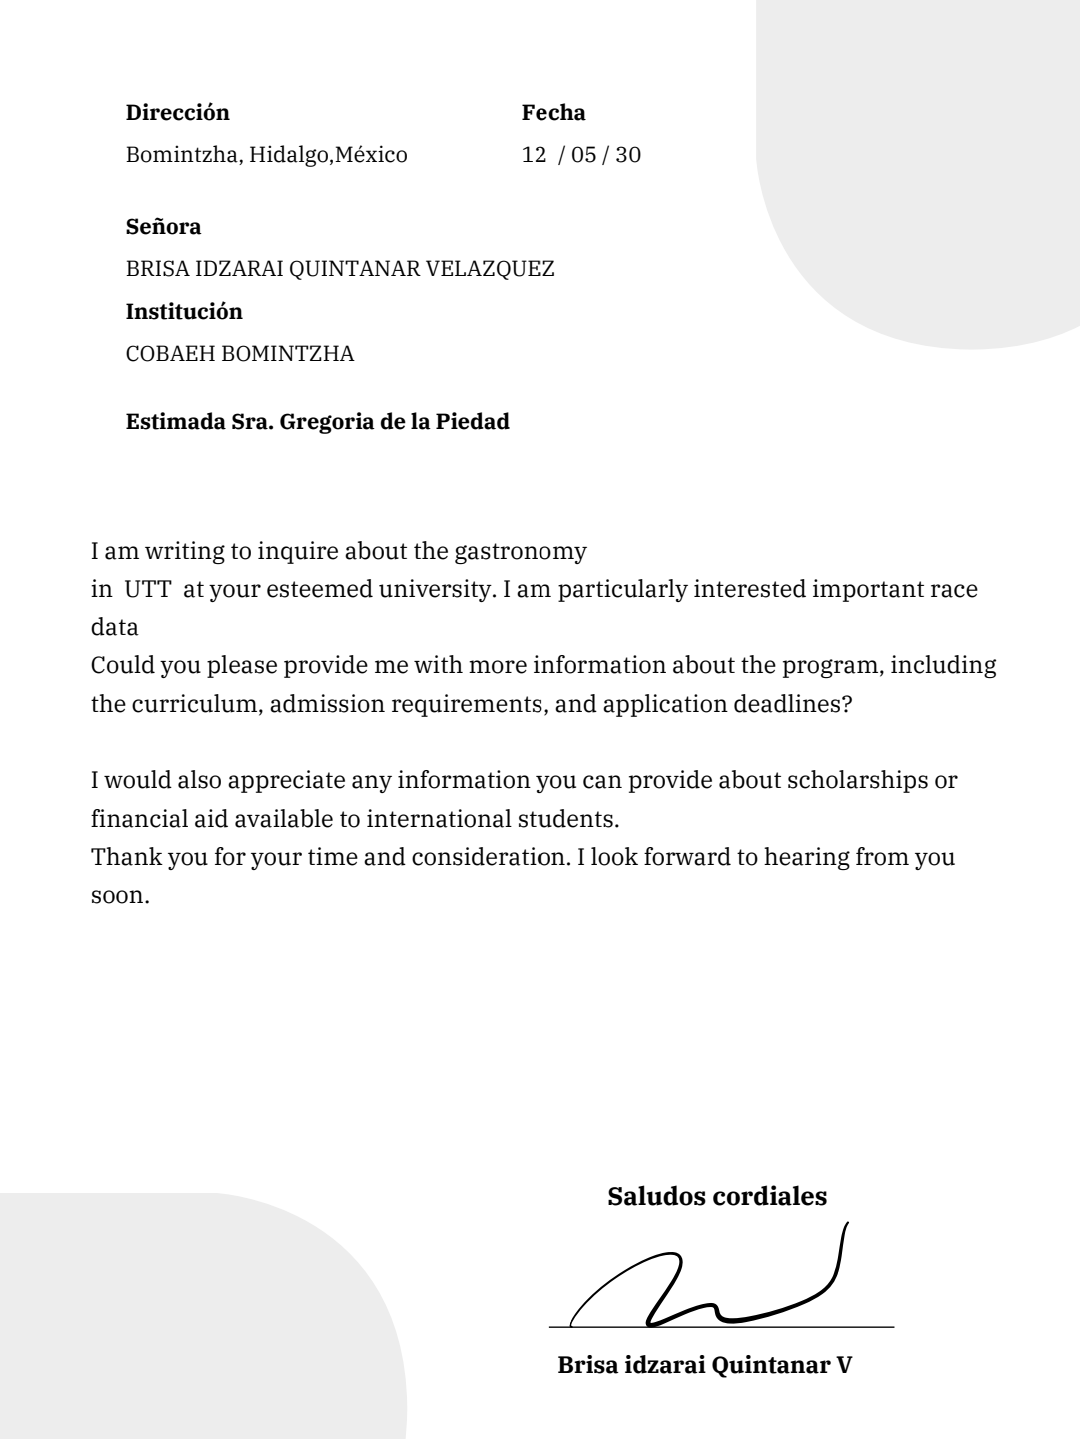 Dirección
Fecha
Bomintzha, Hidalgo,México
12 / 05 / 30
Señora
BRISA IDZARAI QUINTANAR VELAZQUEZ
Institución
COBAEH BOMINTZHA
Estimada Sra. Gregoria de la Piedad
I am writing to inquire about the gastronomy
in UTT at your esteemed university. I am particularly interested important race
data
Could you please provide me with more information about the program, including
the curriculum, admission requirements, and application deadlines?
I would also appreciate any information you can provide about scholarships or
financial aid available to international students.
Thank you for your time and consideration. I look forward to hearing from you
soon.
Saludos cordiales
Brisa idzarai Quintanar V